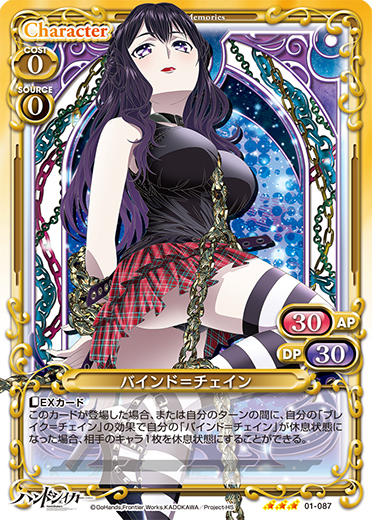 Character
memories
COST
0
SOURCE
0
30 AP
DP 30
バインド=チェイン
EXカード
このカードが登場した場合、または自分のターンの間に、自分の「ブレ
イク=チェイン」の効果で自分の「バインド=チェイン」が休息状態に
なった場合、相手のキャラ1枚を休息状態にすることができる。
ハンドシェイカー
©GoHands,Frontier Works,KADOKAWA／Project-HS
01-087